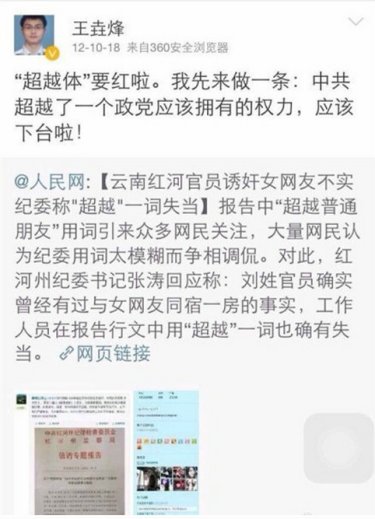 王垚烽
12-10-18 来自360安全浏览器
“超越体”要红啦。我先来做一条：中共
超越了一个政党应该拥有的权力，应该
下台啦！
@人民网:【云南红河官员诱奸女网友不实
纪委称"超越"一词失当】报告中“超越普通
朋友”用词引来众多网民关注，大量网民认
为纪委用词太模糊而争相调侃。对此，红
河州纪委书记张涛回应称：刘姓官员确实
曾经有过与女网友同宿一房的事实，工作
人员在报告行文中用“超越”一词也确有失
当。 网页链接
信访专题报告